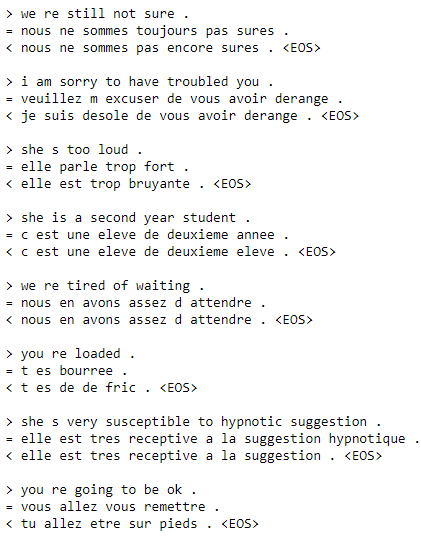 > we re still not sure .
= nous ne sommes toujours pas sures .
< nous ne sommes pas encore sures . <EOS>
> i am sorry to have troubled you .
= veuillez m excuser de vous avoir derange .
< je suis desole de vous avoir derange . <EOS>
> she s too loud .
= elle parle trop fort .
< elle est trop bruyante . <EOS>
> she is a second year student .
= c est une eleve de deuxieme annee .
< c est une eleve de deuxieme eleve . <EOS>
> we re tired of waiting .
= nous en avons assez d attendre .
< nous en avons assez d attendre . <EOS>
> you re loaded .
= t es bourree .
< t es de de fric . <EOS>
> she s very susceptible to hypnotic suggestion .
= elle est tres receptive a la suggestion hypnotique .
< elle est tres receptive a la suggestion . <EOS>
> you re going to be ok .
= vous allez vous remettre .
< tu allez etre sur pieds . <EOS>